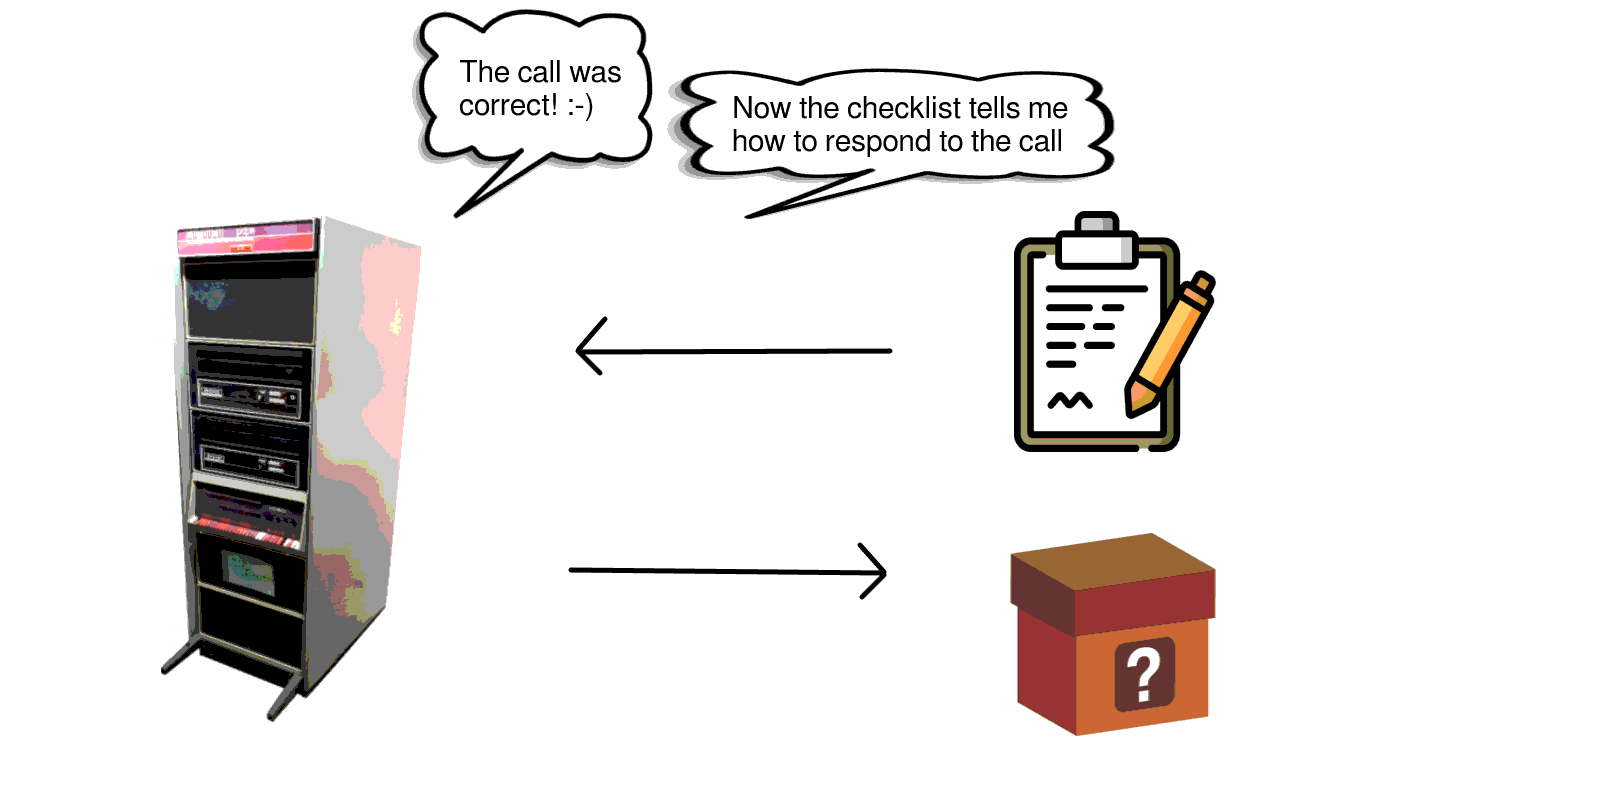 The call was
correct! :-)
Now the checklist tells me
how to respond to the call
?